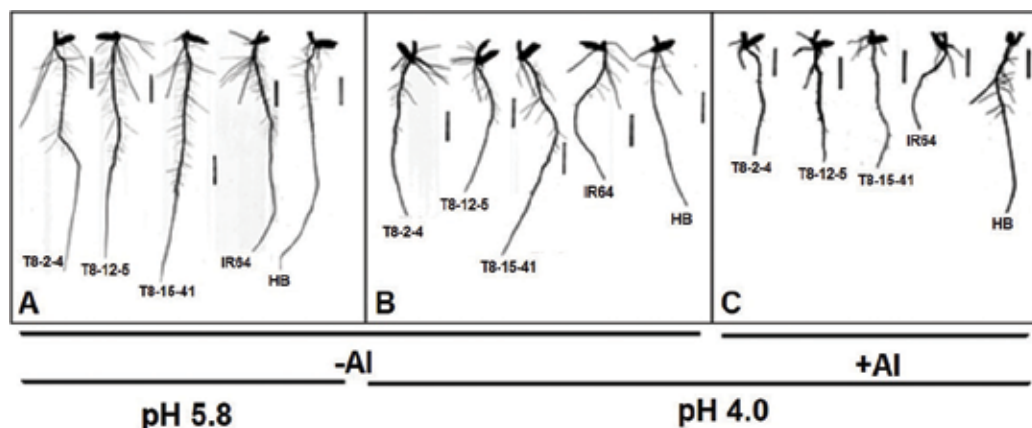 T8-2-4 T8-12-5 T8-15-41 IR64 HB
A
T8-2-4 T8-12-5 T8-15-41 IR64 HB
B
T8-2-4 T8-12-5 T8-15-41 IR64 HB
C
-Al +Al
pH 5.8 pH 4.0